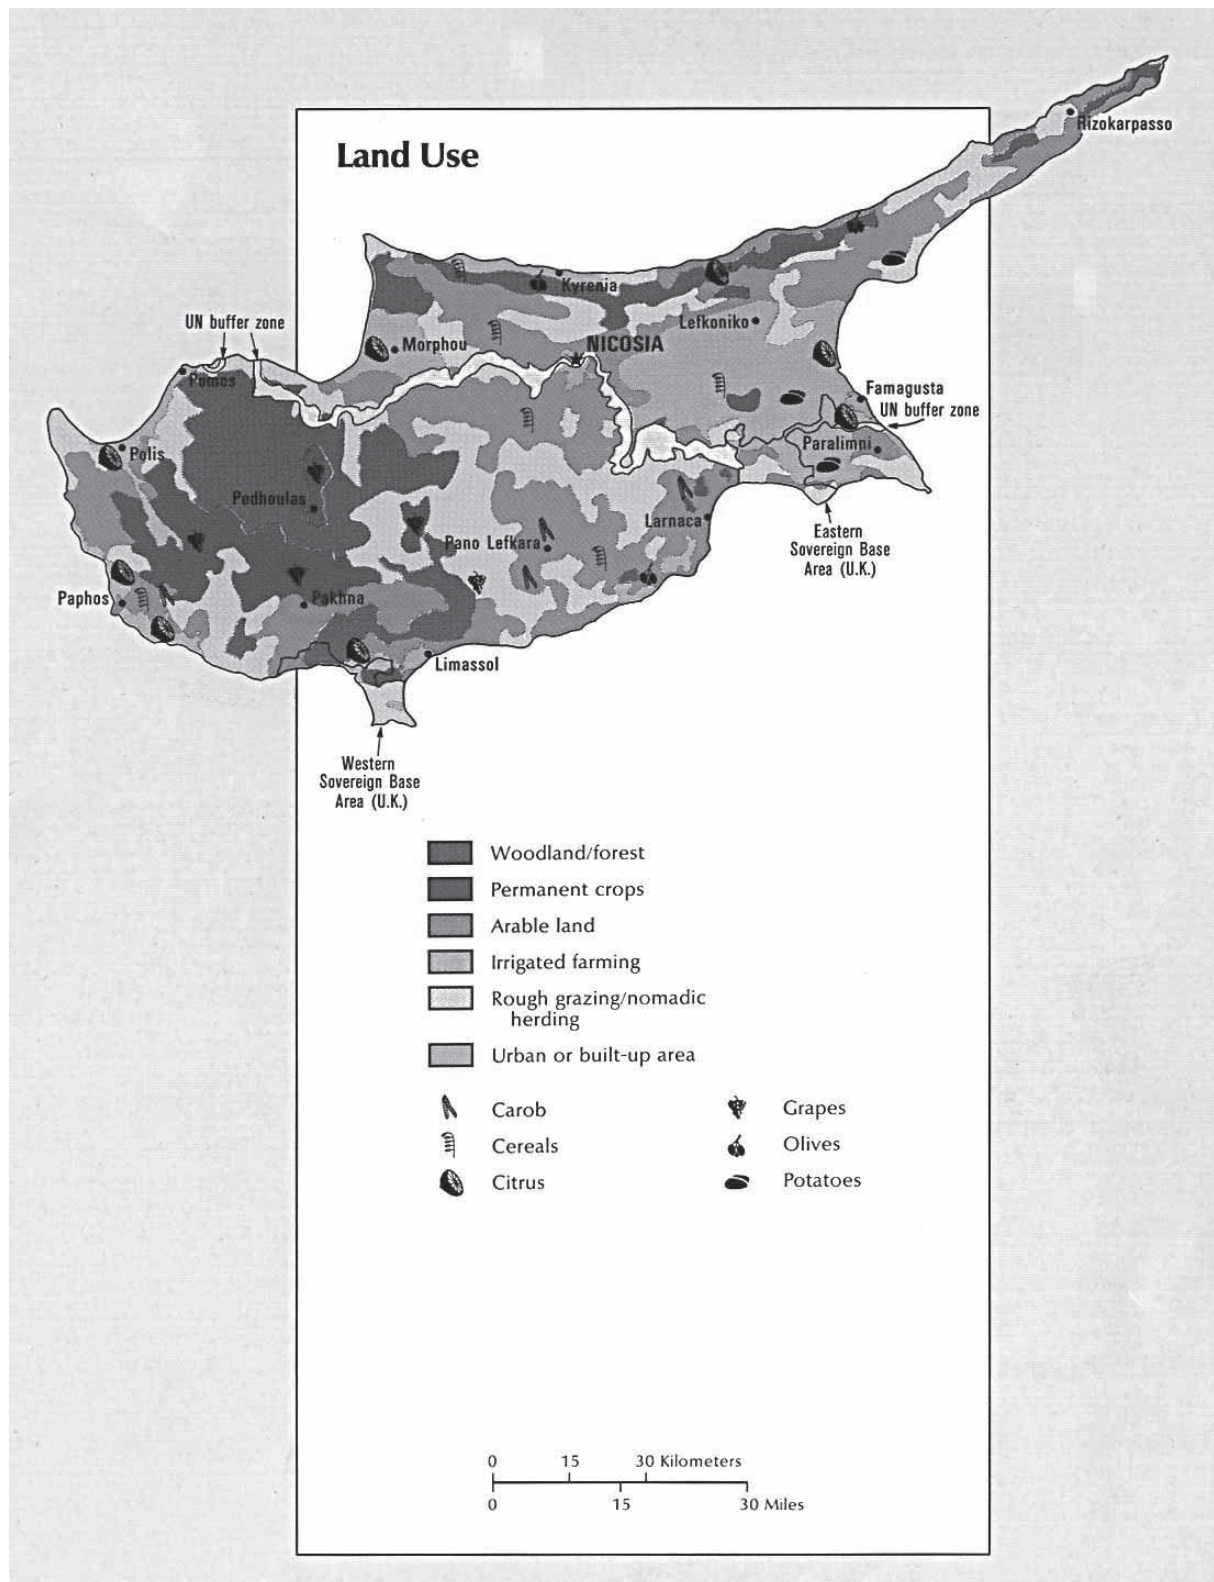 Land Use
Rizokarpasso
Kyrenia
Lefkoniko
UN buffer zone
Morphou
NICOSIA
Pomos
Famagusta
UN buffer zone
Polis
Paralimni
Pedhoulas
Larnaca
Pano Lefkara
Eastern
Sovereign Base
Area (U.K.)
Paphos
Pakhna
Limassol
Western
Sovereign Base
Area (U.K.)
Woodland/forest
Permanent crops
Arable land
Irrigated farming
Rough grazing/nomadic
herding
Urban or built-up area
Carob
Grapes
Cereals
Olives
Citrus
Potatoes
0 15 30 Kilometers
0 15 30 Miles